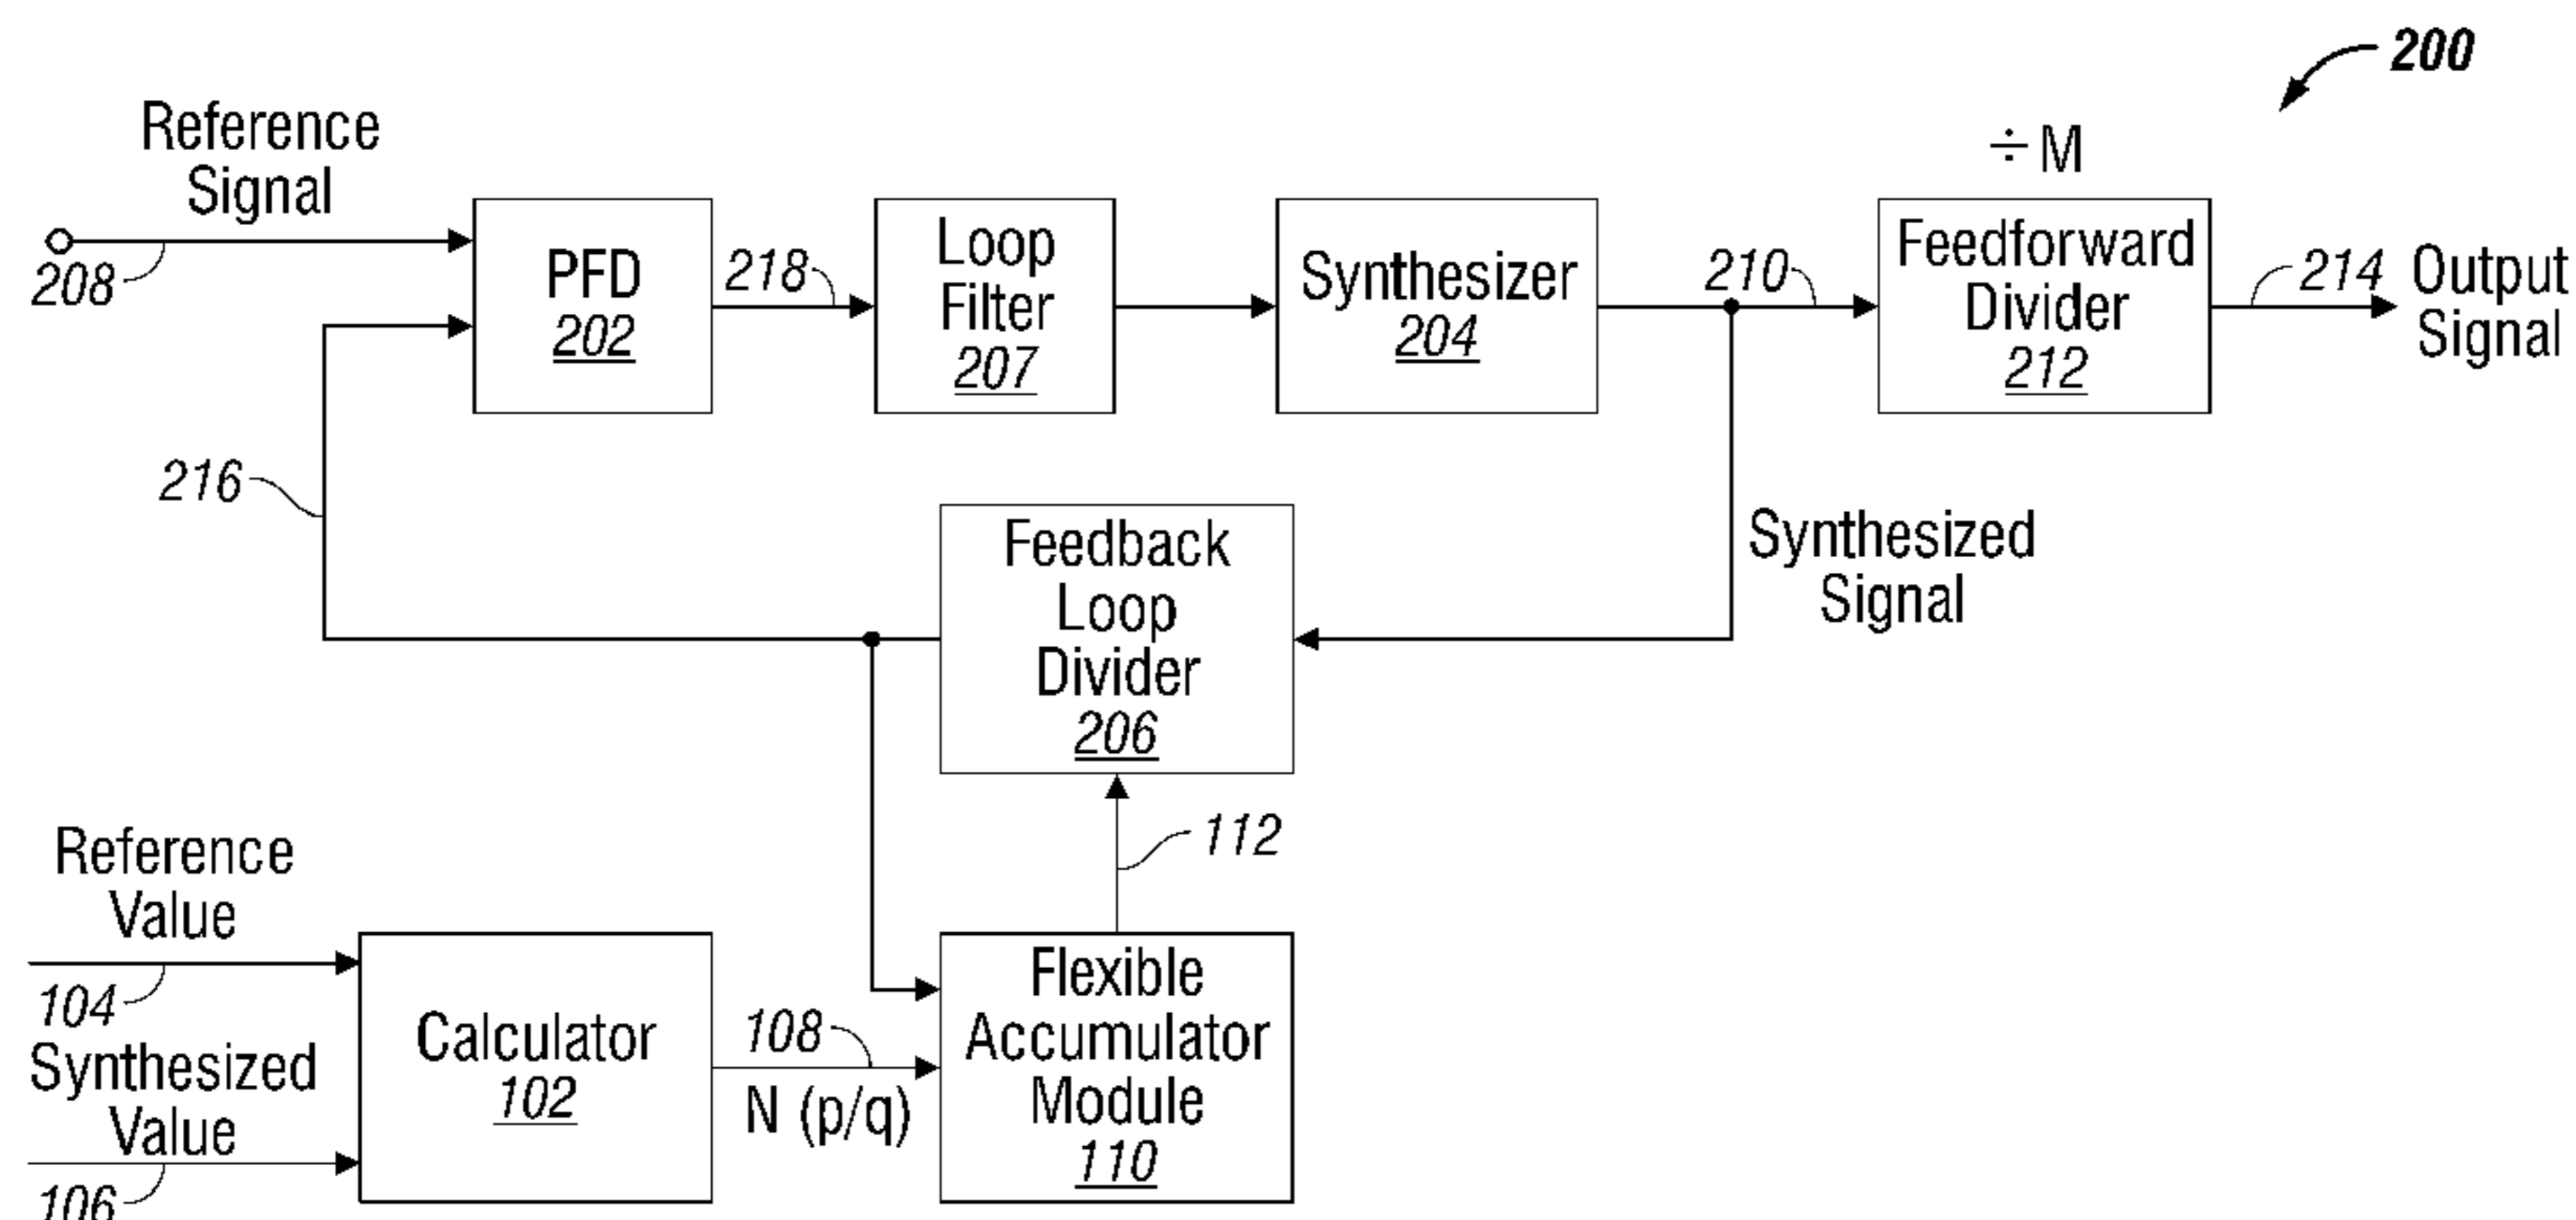 200
Reference
Signal
208
PFD
202
218
Loop
Filter
207
Synthesizer
204
210
÷ M
Feedforward
Divider
212
214
Output
Signal
216
Feedback
Loop
Divider
206
Synthesized
Signal
112
Reference
Value
104
Synthesized
Value
106
Calculator
102
108
N (p/q)
Flexible
Accumulator
Module
110